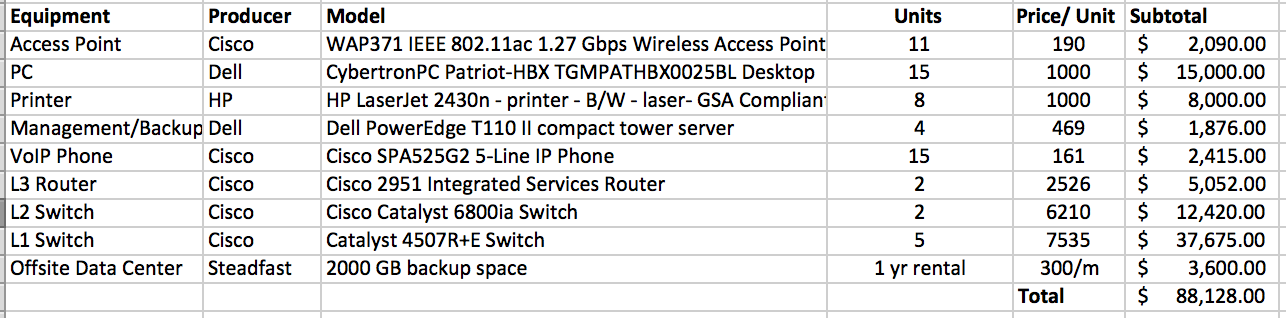 Equipment Producer Model Units Price/ Unit Subtotal
Access Point Cisco WAP371 IEEE 802.11ac 1.27 Gbps Wireless Access Point 11 190 $ 2,090.00
PC Dell CybertronPC Patriot-HBX TGMPATHBX0025BL Desktop 15 1000 $ 15,000.00
Printer HP HP LaserJet 2430n - printer - B/W - laser- GSA Compliant 8 1000 $ 8,000.00
Management/Backup Dell Dell PowerEdge T110 II compact tower server 4 469 $ 1,876.00
VoIP Phone Cisco Cisco SPA525G2 5-Line IP Phone 15 161 $ 2,415.00
L3 Router Cisco Cisco 2951 Integrated Services Router 2 2526 $ 5,052.00
L2 Switch Cisco Cisco Catalyst 6800ia Switch 2 6210 $ 12,420.00
L1 Switch Cisco Catalyst 4507R+E Switch 5 7535 $ 37,675.00
Offsite Data Center Steadfast 2000 GB backup space 1 yr rental 300/m $ 3,600.00
Total $ 88,128.00